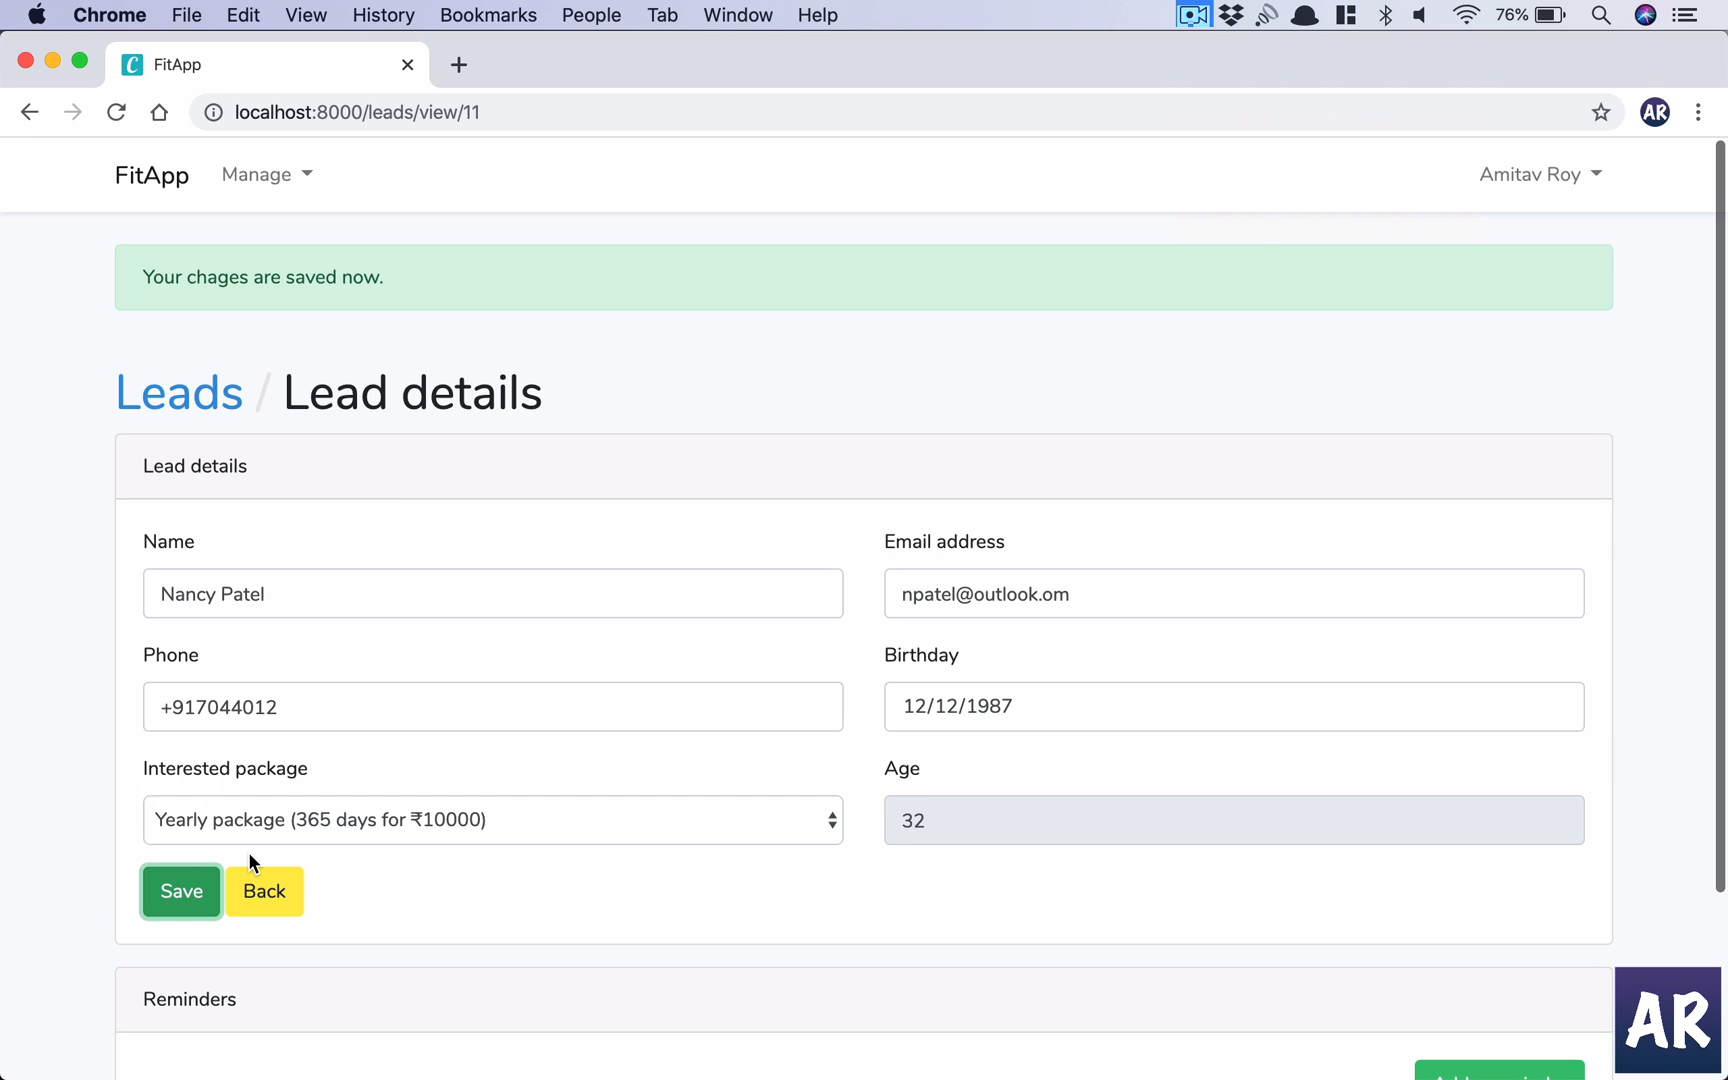 Chrome File Edit View History Bookmarks People Tab Window Help 76%
FitApp
localhost:8000/leads/view/11 AR
FitApp Manage Amitav Roy
Your chages are saved now.
Leads / Lead details
Lead details
Name Email address
Nancy Patel npatel@outlook.om
Phone Birthday
+917044012 12/12/1987
Interested package Age
Yearly package (365 days for ₹10000) 32
Save Back
Reminders
AR